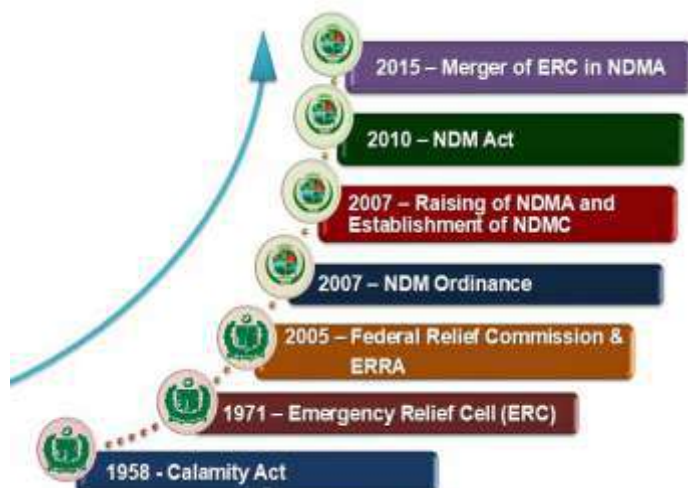 2015 – Merger of ERC in NDMA
2010 – NDM Act
2007 – Raising of NDMA and
Establishment of NDMC
2007 – NDM Ordinance
2005 – Federal Relief Commission &
ERRA
1971 – Emergency Relief Cell (ERC)
1958 - Calamity Act